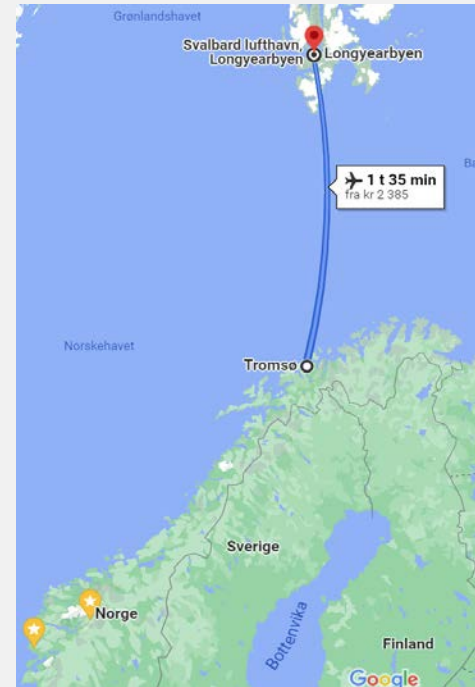 Grønlandshavet
Svalbard lufthavn,
Longyearbyen
Longyearbyen
1 t 35 min
fra kr 2 385
Ba
Norskehavet
Tromsø
Sverige
Norge
Bottenvika
Finland
Google